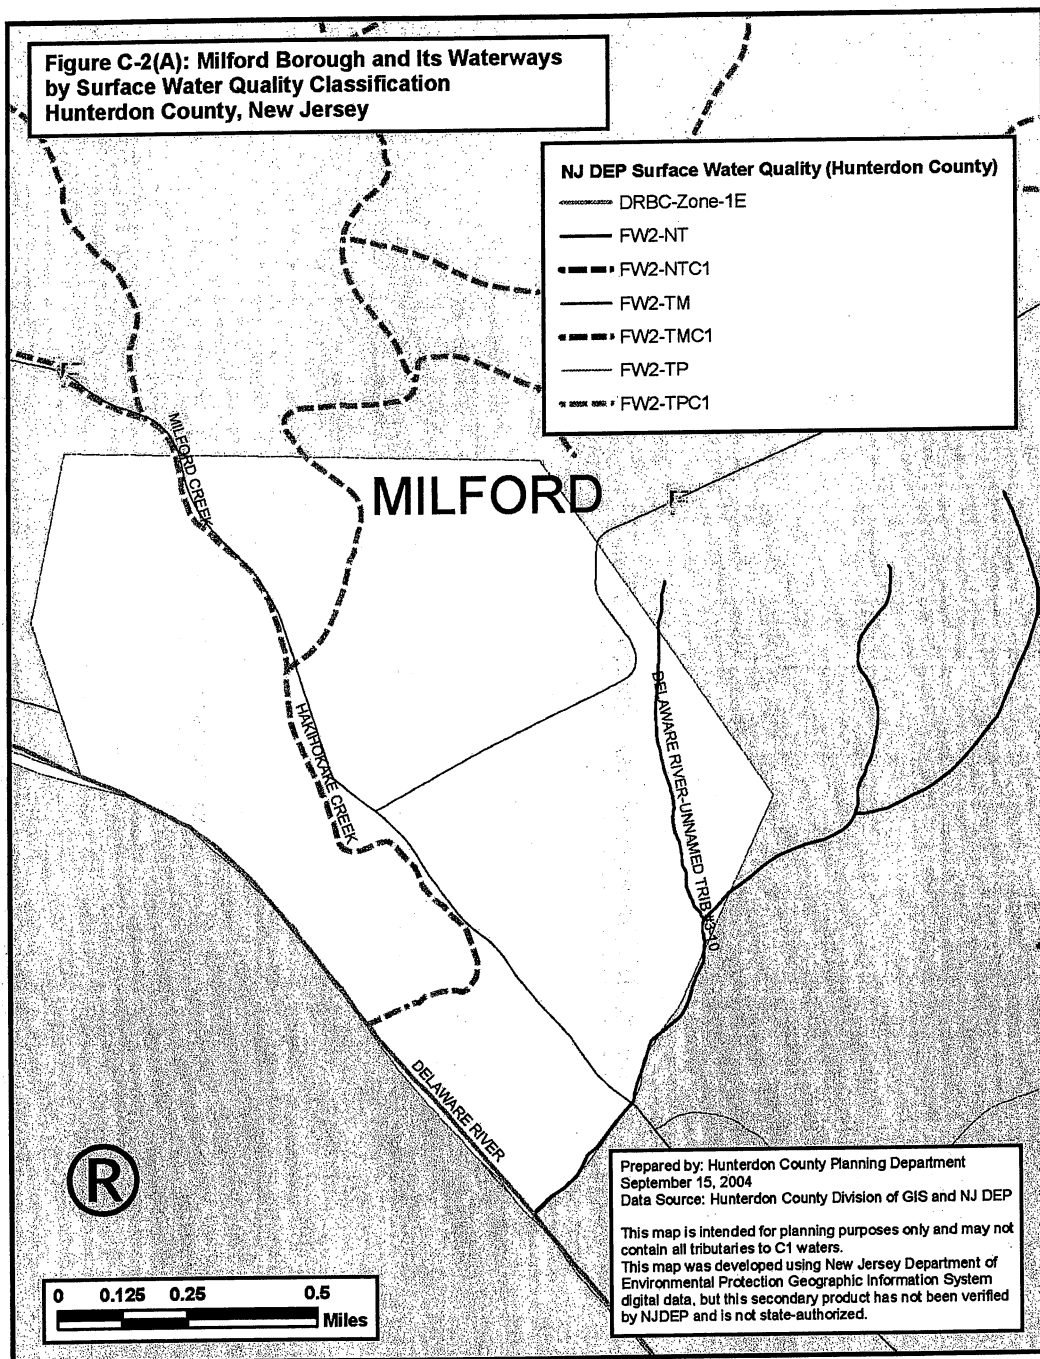 Figure C-2(A): Milford Borough and Its Waterways
by Surface Water Quality Classification
Hunterdon County, New Jersey
NJ DEP Surface Water Quality (Hunterdon County)
DRBC-Zone-1E
FW2-NT
FW2-NTC1
FW2-TM
FW2-TMC1
FW2-TP
FW2-TPC1
MILFORD CREEK
MILFORD
HAKIHOKAKE CREEK
DELAWARE RIVER-UNNAMED TRIB
DELAWARE RIVER
R
Prepared by: Hunterdon County Planning Department
September 15, 2004
Data Source: Hunterdon County Division of GIS and NJ DEP
This map is intended for planning purposes only and may not
contain all tributaries to C1 waters.
This map was developed using New Jersey Department of
Environmental Protection Geographic Information System
digital data, but this secondary product has not been verified
by NJDEP and is not state-authorized.
0 0.125 0.25 0.5
Miles